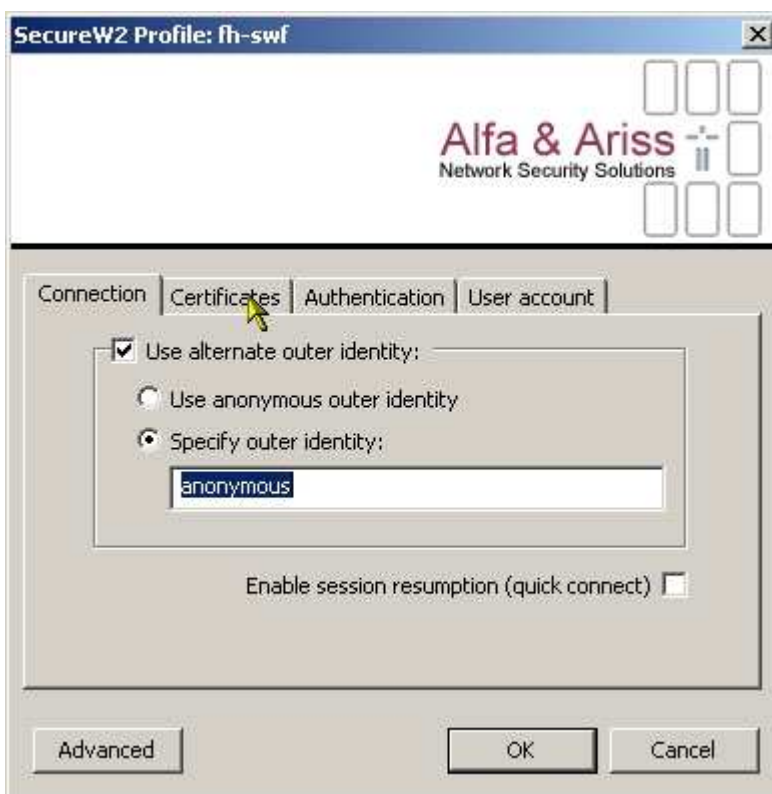 SecureW2 Profile: fh-swf
Alfa & Ariss
Network Security Solutions
Connection Certificates Authentication User account
Use alternate outer identity:
Use anonymous outer identity
Specify outer identity:
anonymous
Enable session resumption (quick connect)
Advanced OK Cancel